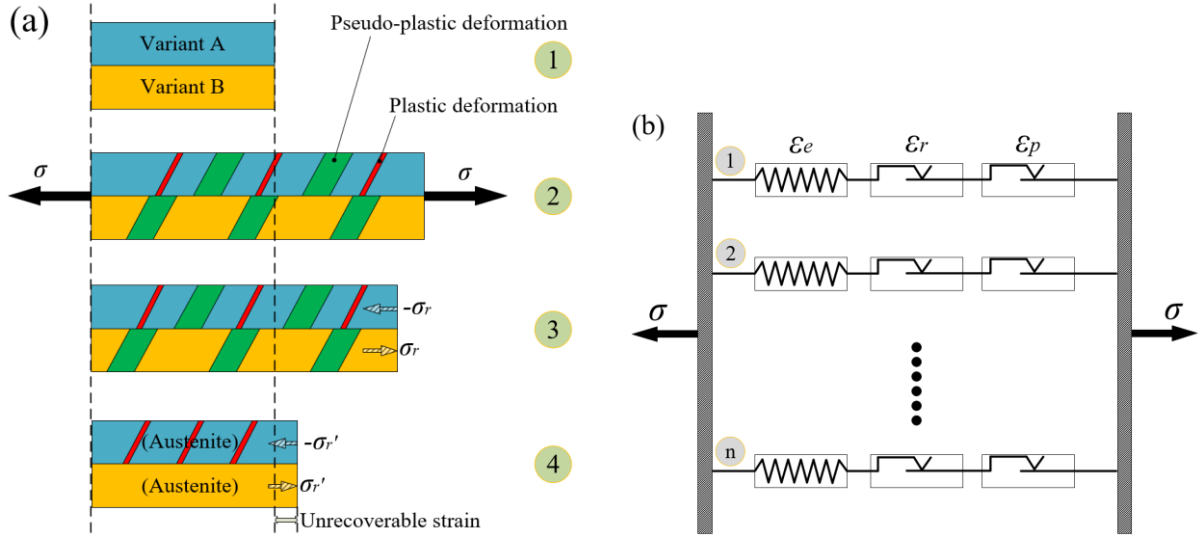 (a)
Variant A
Variant B
Pseudo-plastic deformation
Plastic deformation
1
σ
σ
2
-σr
σr
3
(Austenite)
(Austenite)
-σr'
σr'
4
Unrecoverable strain
(b)
εe
εr
εp
1
2
σ
σ
n